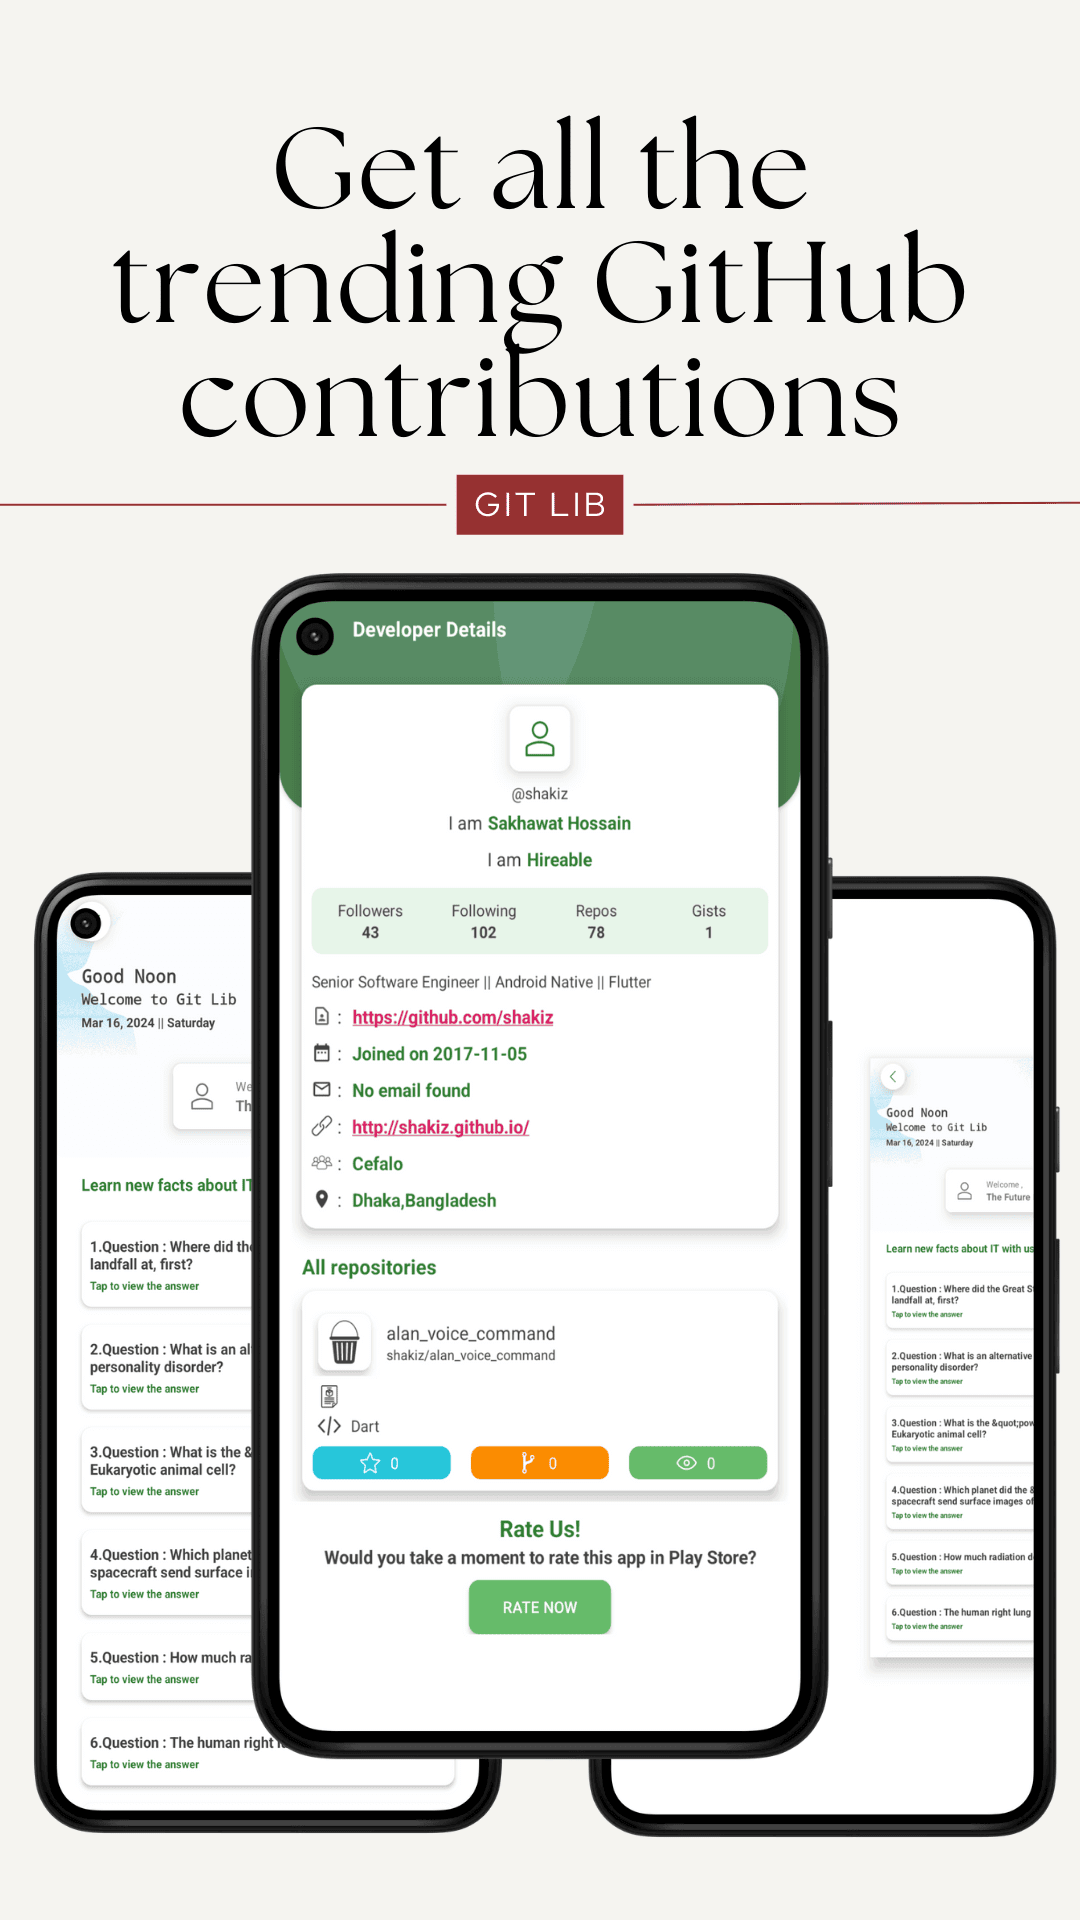 Get all the
trending GitHub
contributions
GIT LIB
Developer Details
@shakiz
I am Sakhawat Hossain
I am Hireable
Followers Following Repos Gists
43 102 78 1
Senior Software Engineer || Android Native || Flutter
: https://github.com/shakiz
: Joined on 2017-11-05
: No email found
: http://shakiz.github.io/
: Cefalo
: Dhaka,Bangladesh
All repositories
alan_voice_command
shakiz/alan_voice_command
Dart
0 0 0
Rate Us!
Would you take a moment to rate this app in Play Store?
RATE NOW
Good Noon
Welcome to Git Lib
Mar 16, 2024 || Saturday
We
Th
Learn new facts about IT
1.Question : Where did the
landfall at, first?
Tap to view the answer
2.Question : What is an al
personality disorder?
Tap to view the answer
3.Question : What is the &
Eukaryotic animal cell?
Tap to view the answer
4.Question : Which planet
spacecraft send surface i
Tap to view the answer
5.Question : How much ra
Tap to view the answer
6.Question : The human right
Tap to view the answer
Good Noon
Welcome to Git Lib
Mar 16, 2024 || Saturday
Welcome ,
The Future
Learn new facts about IT with us
1.Question : Where did the Great S
landfall at, first?
Tap to view the answer
2.Question : What is an alternative
personality disorder?
Tap to view the answer
3.Question : What is the &quot;pow
Eukaryotic animal cell?
Tap to view the answer
4.Question : Which planet did the &
spacecraft send surface images of
Tap to view the answer
5.Question : How much radiation d
Tap to view the answer
6.Question : The human right lung
Tap to view the answer